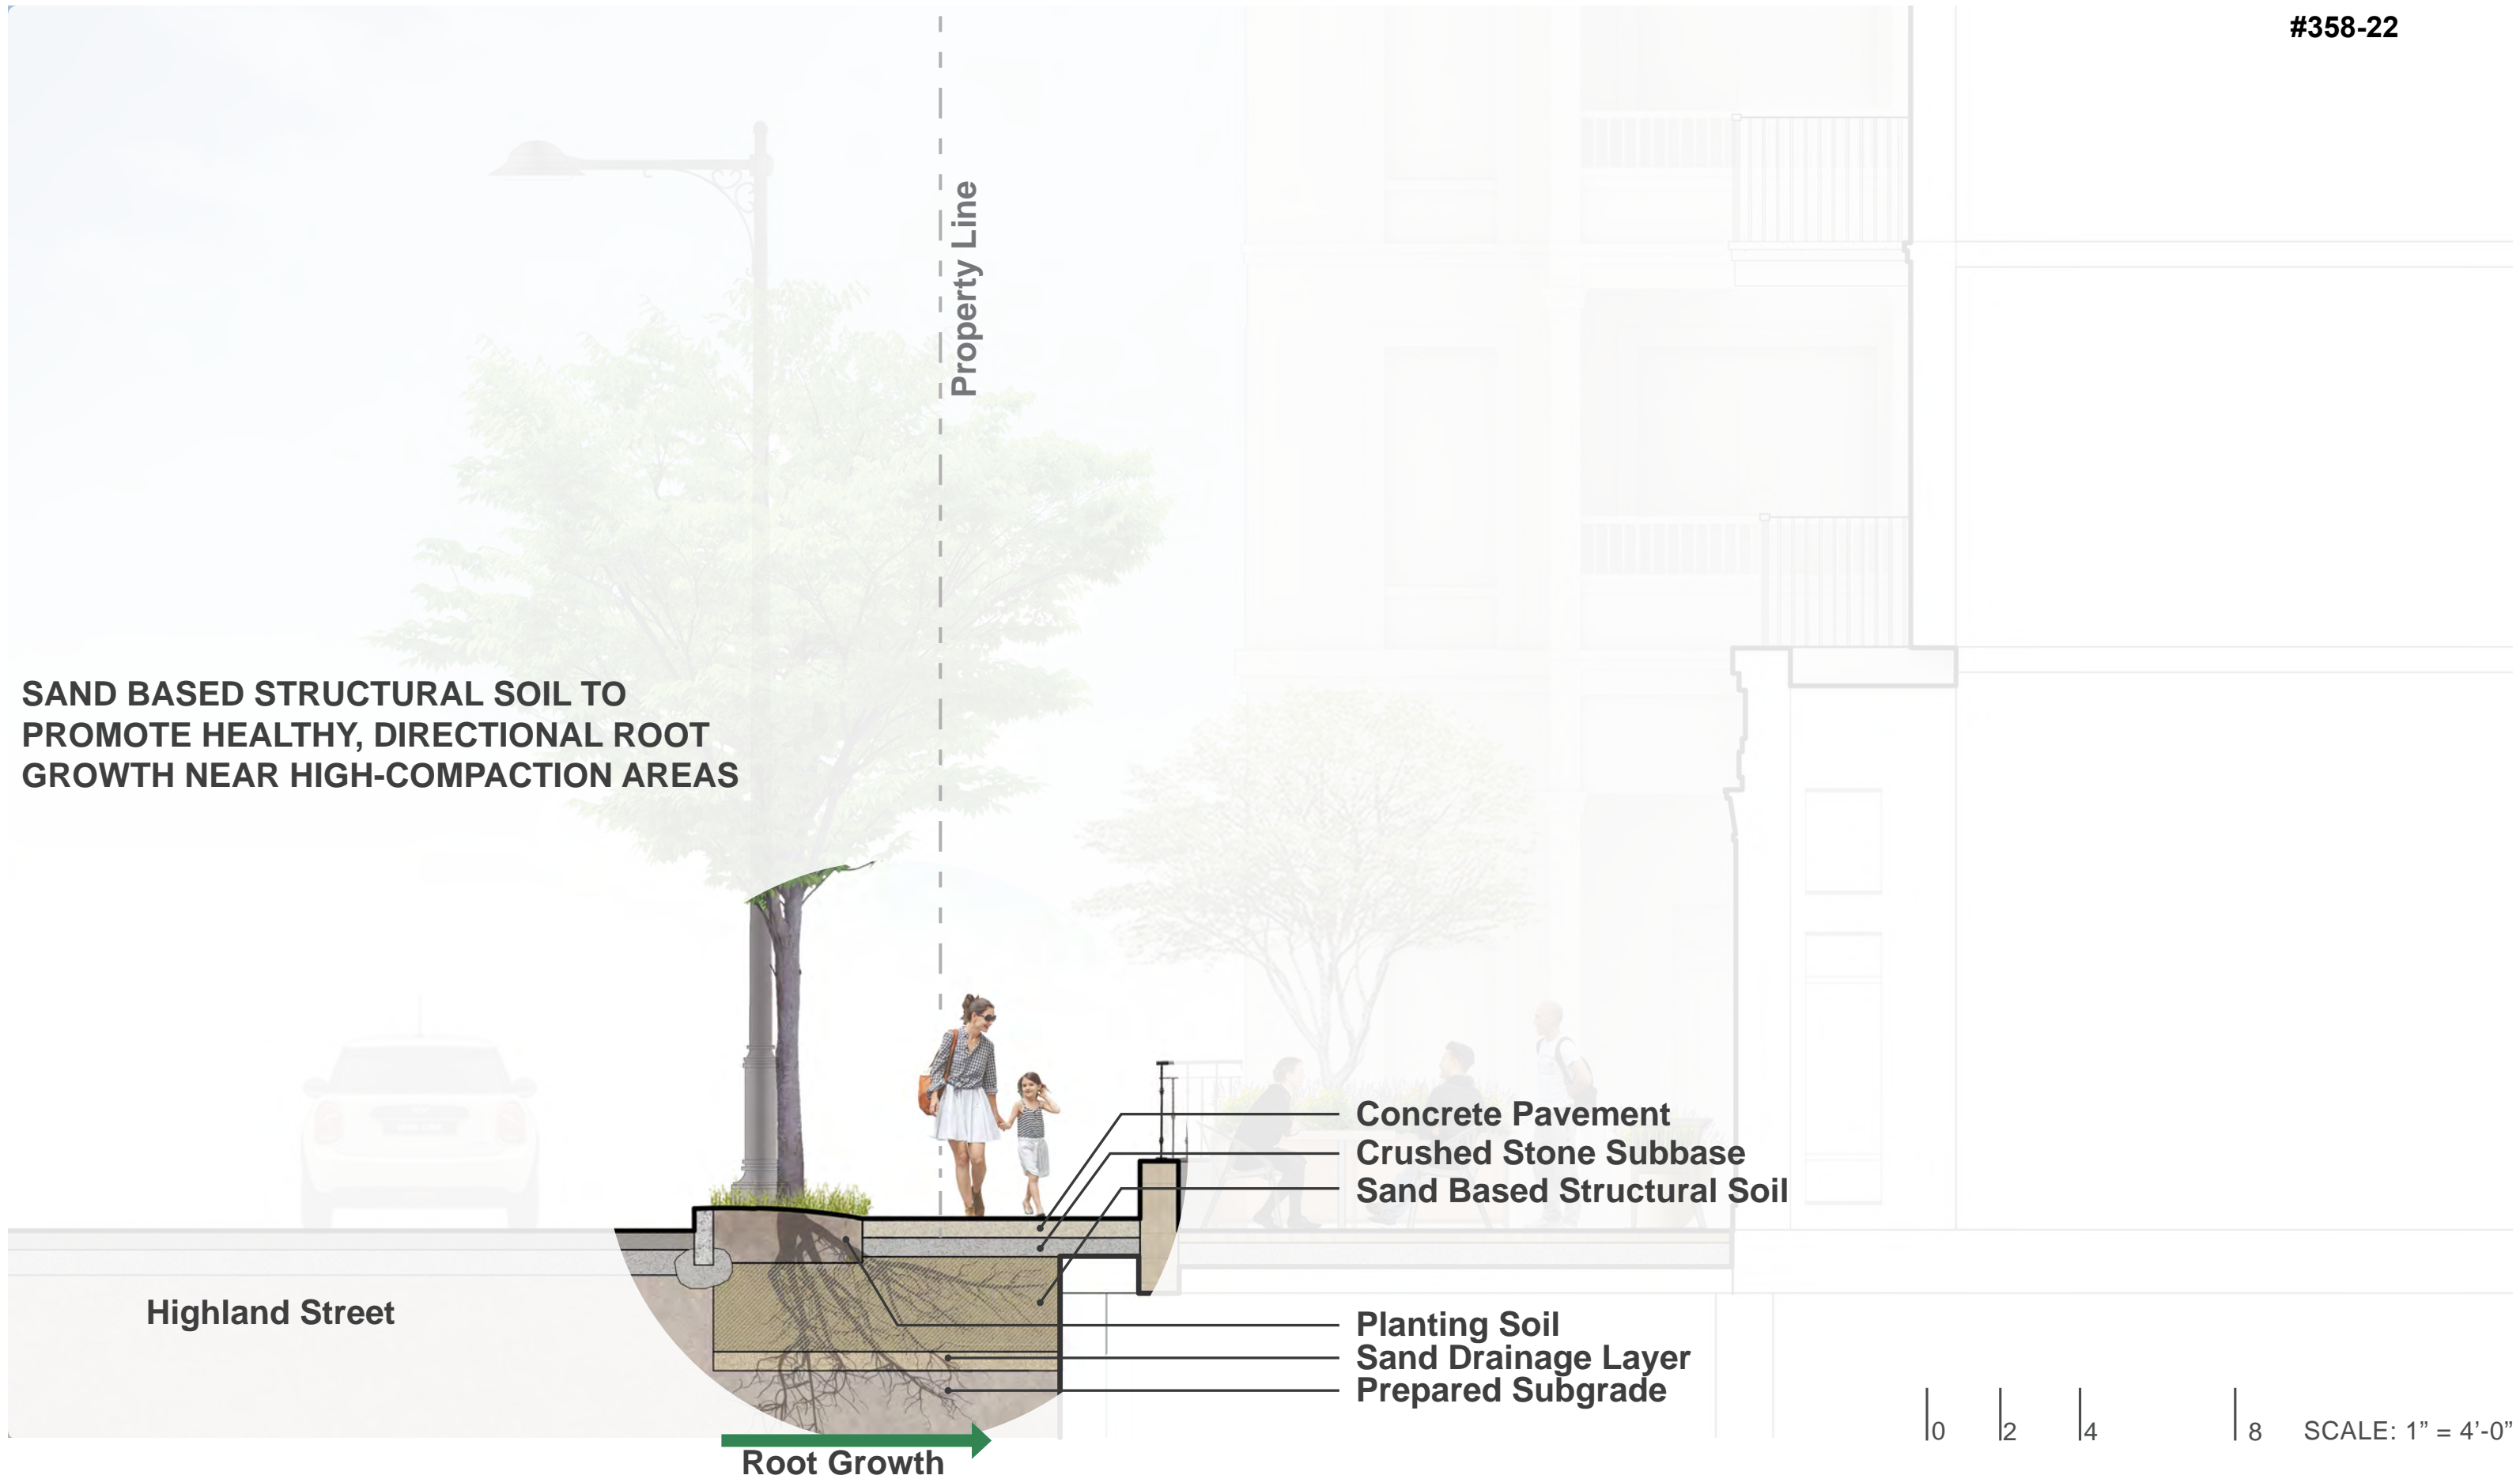 #358-22
Property Line
SAND BASED STRUCTURAL SOIL TO
PROMOTE HEALTHY, DIRECTIONAL ROOT
GROWTH NEAR HIGH-COMPACTION AREAS
Concrete Pavement
Crushed Stone Subbase
Sand Based Structural Soil
Highland Street
Planting Soil
Sand Drainage Layer
Prepared Subgrade
Root Growth
0 2 4 8 SCALE: 1” = 4’-0”